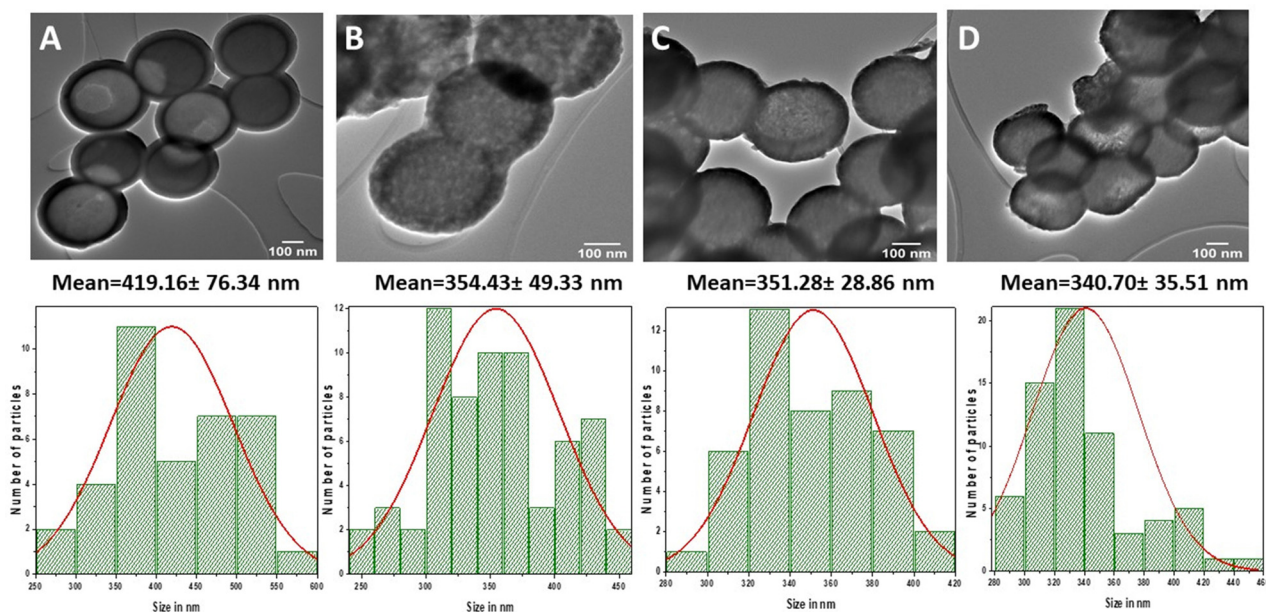 A
B
C
D
100 nm
100 nm
100 nm
100 nm
Mean=419.16± 76.34 nm
Mean=354.43± 49.33 nm
Mean=351.28± 28.86 nm
Mean=340.70± 35.51 nm
Number of particles
10
8
6
4
2
0
250 300 350 400 450 500 550 600
Size in nm
Number of particles
12
10
8
6
4
2
0
250 300 350 400 450
Size in nm
Number of particles
12
10
8
6
4
2
0
280 300 320 340 360 380 400 420
Size in nm
Number of particles
20
15
10
5
0
280 300 320 340 360 380 400 420 440 46
Size in nm